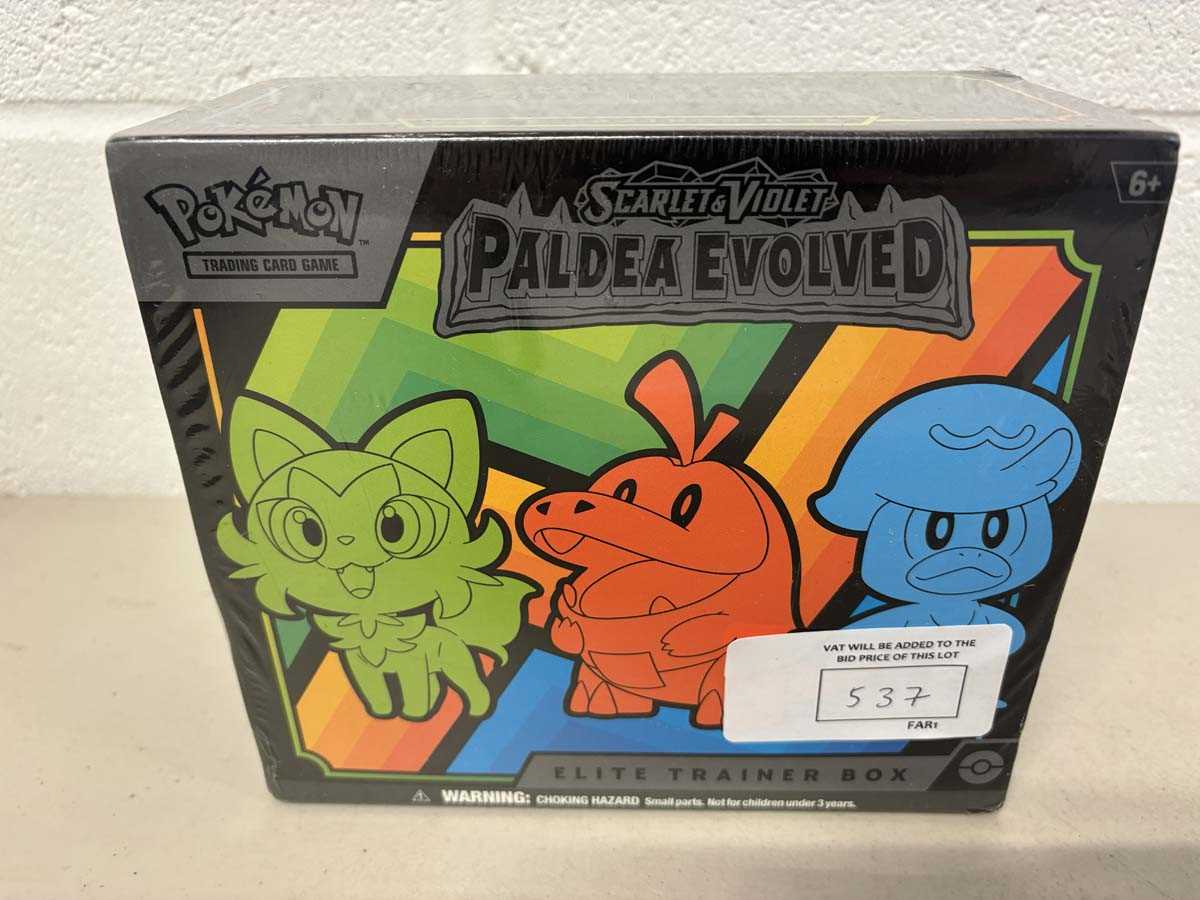 POKéMON
TM
TRADING CARD GAME
SCARLET & VIOLET
PALDEA EVOLVED
6+
VAT WILL BE ADDED TO THE
BID PRICE OF THIS LOT
537
FAR1
ELITE TRAINER BOX
WARNING: CHOKING HAZARD Small parts. Not for children under 3 years.